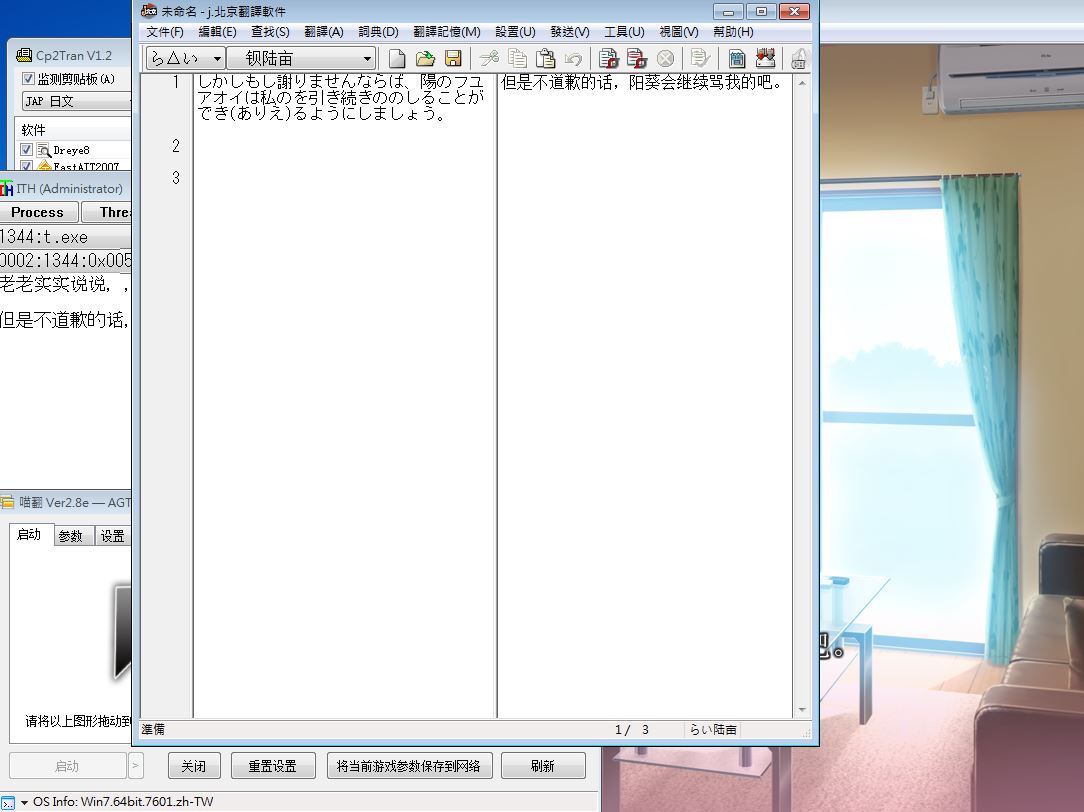 Cp2Tran V1.2
监测剪贴板(A)
JAP 日文
软件
Dreye8
FastAIT2007
ITH (Administrator)
Process
1344:t.exe
0002:1344:0x005
老老实实说说，，
但是不道歉的话，
喵翻 Ver2.8e — AGT
启动 参数 设置
请将以上图形拖动到
未命名 - j.北京翻譯軟件
文件(F) 編輯(E) 查找(S) 翻譯(A) 詞典(D) 翻譯記憶(M) 設置(U) 發送(V) 工具(U) 視圖(V) 幫助(H)
ら△い 钡陆亩
1 しかしもし謝りませんならば、陽のフユ
アオイは私のを引き続きののしることが
でき(ありえ)るようにしましょう。
2
3
但是不道歉的话，阳葵会继续骂我的吧。
準備 1 / 3 らい陆亩
启动 > 关闭 重置设置 将当前游戏参数保存到网络 刷新
OS Info: Win7.64bit.7601.zh-TW